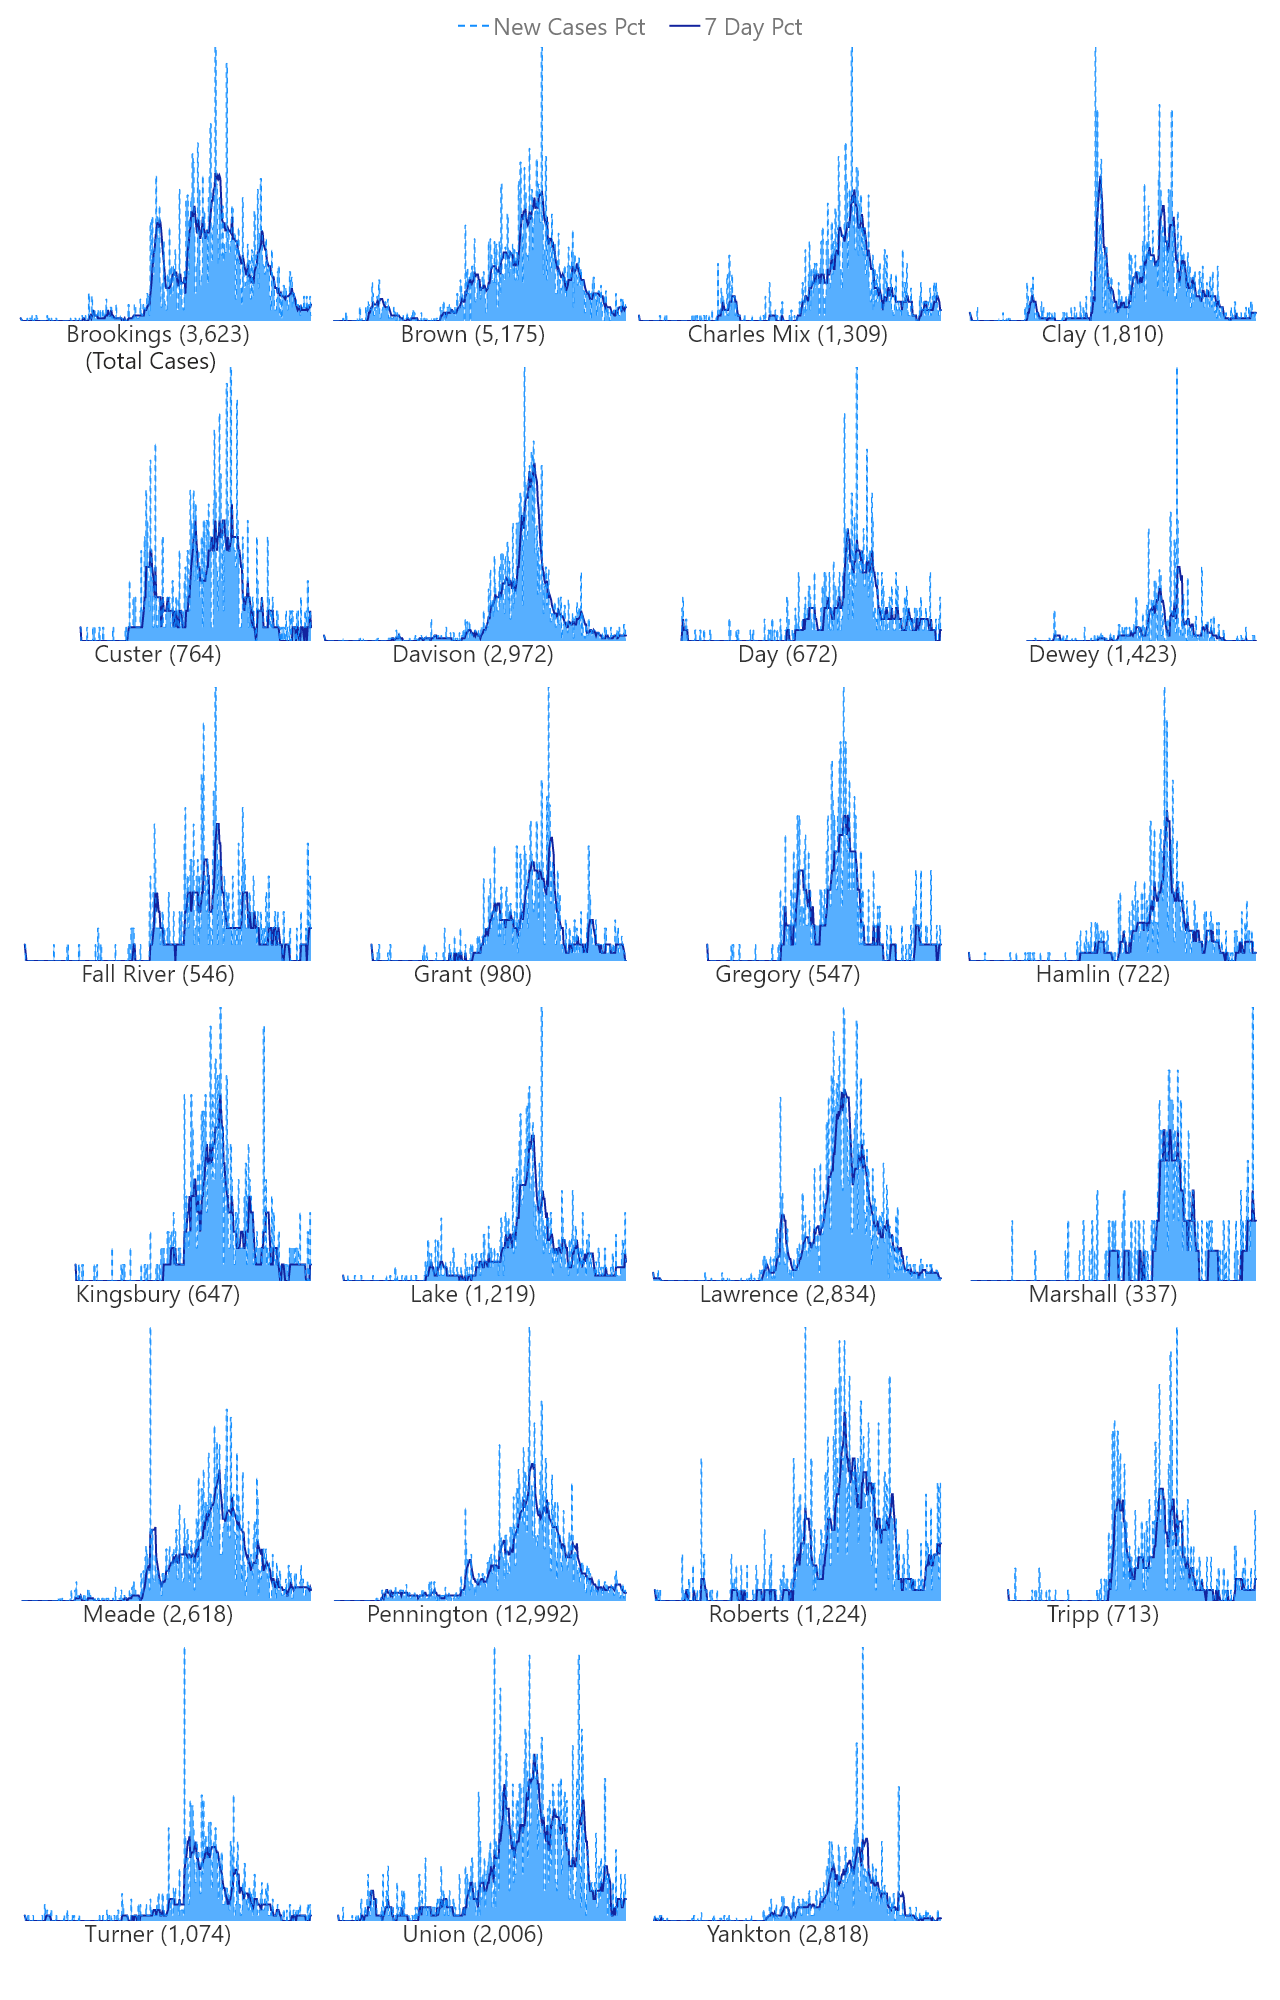 New Cases Pct 7 Day Pct
Brookings (3,623) Brown (5,175) Charles Mix (1,309) Clay (1,810)
(Total Cases)
Custer (764) Davison (2,972) Day (672) Dewey (1,423)
Fall River (546) Grant (980) Gregory (547) Hamlin (722)
Kingsbury (647) Lake (1,219) Lawrence (2,834) Marshall (337)
Meade (2,618) Pennington (12,992) Roberts (1,224) Tripp (713)
Turner (1,074) Union (2,006) Yankton (2,818)